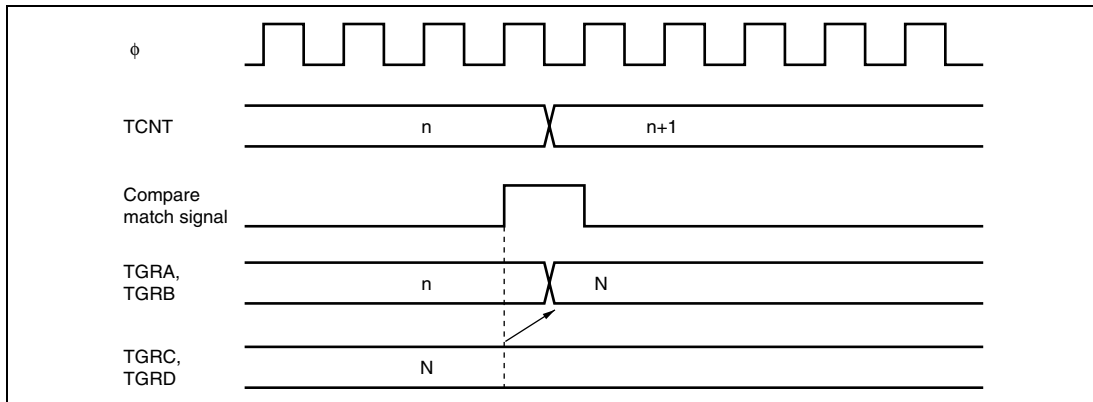 ϕ
TCNT
n
n+1
Compare
match signal
TGRA,
TGRB
n
N
TGRC,
TGRD
N